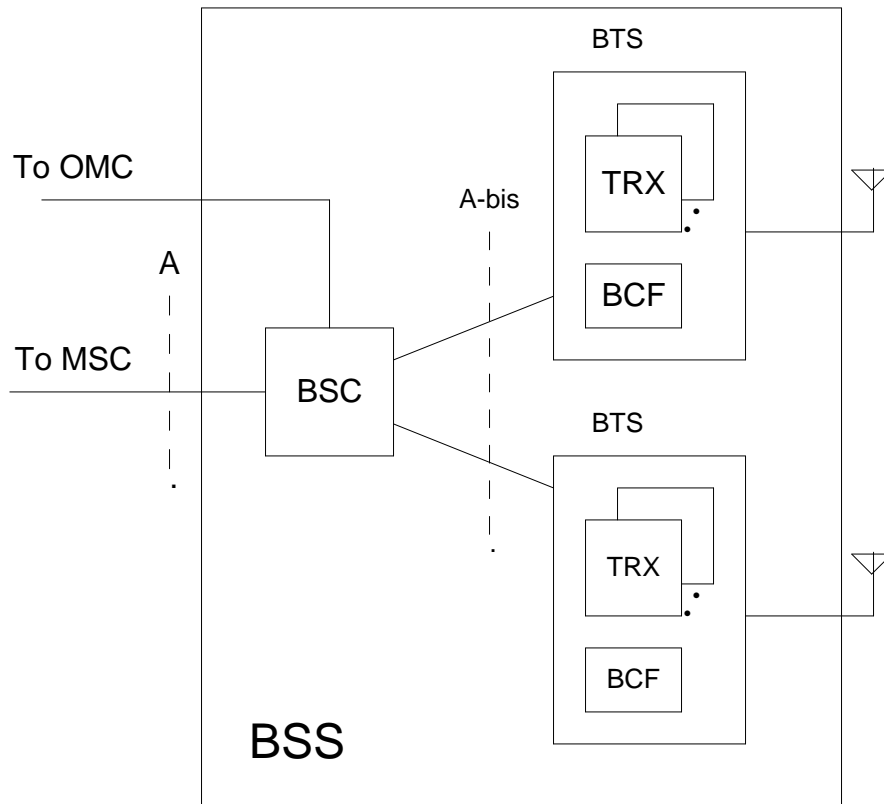 BTS
To OMC
TRX
A-bis
A
BCF
To MSC
BSC
BTS
TRX
BCF
BSS